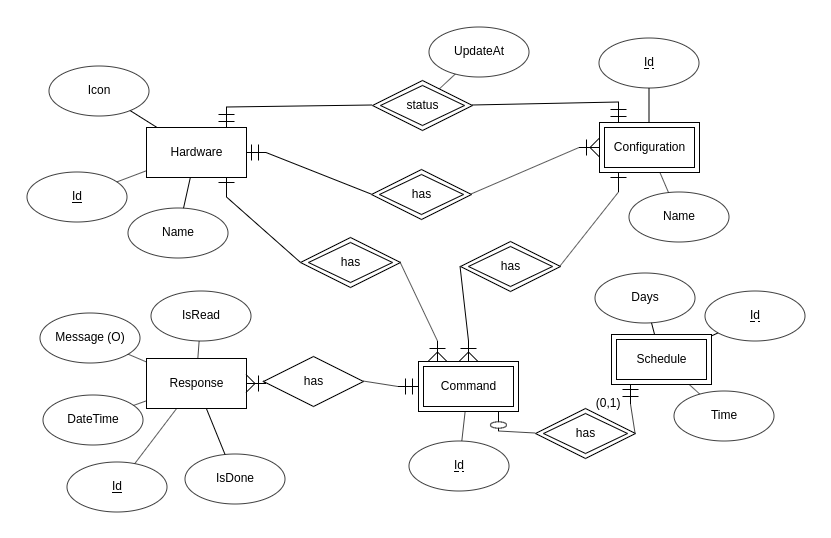 UpdateAt
Id
Icon
status
Hardware
Configuration
Id
has
Name
Name
has
has
Days
Id
IsRead
Message (O)
Schedule
Response
has
Command
(0,1)
DateTime
Time
has
Id
Id
IsDone